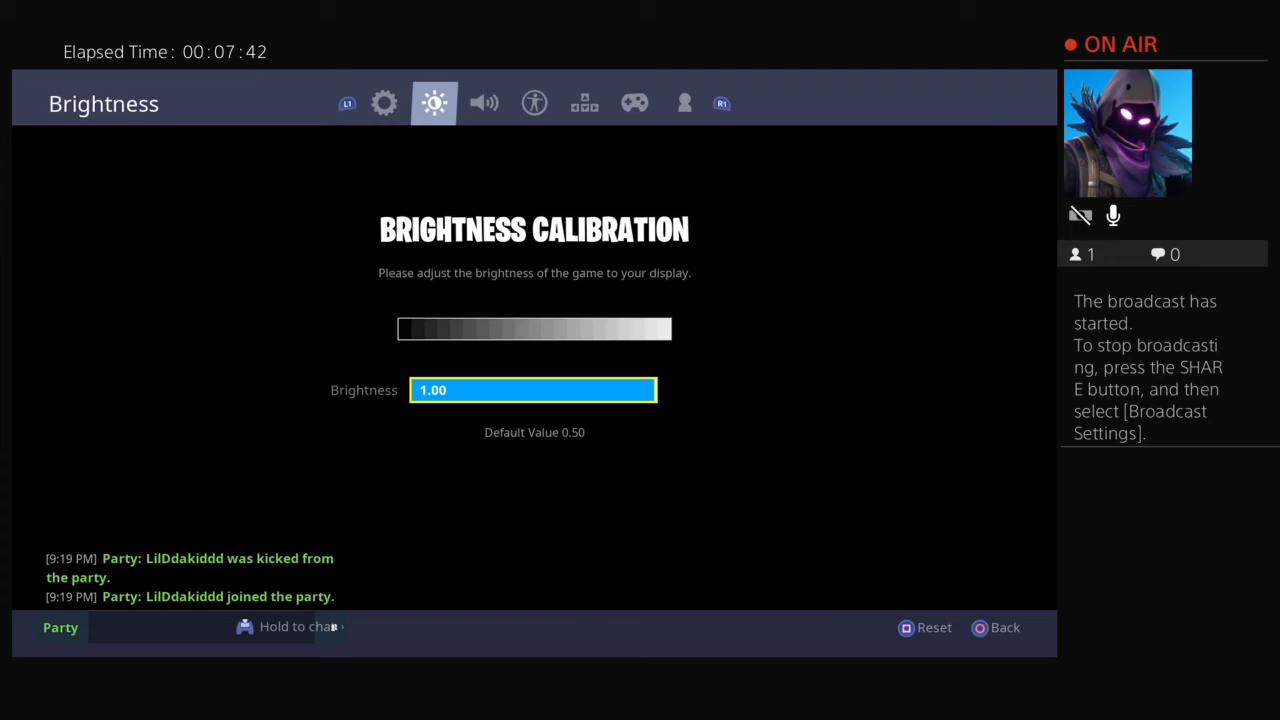 Elapsed Time: 00:07:42
ON AIR
Brightness
L1
R1
BRIGHTNESS CALIBRATION
Please adjust the brightness of the game to your display.
Brightness
1.00
Default Value 0.50
1
0
The broadcast has
started.
To stop broadcasti
ng, press the SHAR
E button, and then
select [Broadcast
Settings].
[9:19 PM] Party: LilDdakiddd was kicked from
the party.
[9:19 PM] Party: LilDdakiddd joined the party.
Party
Hold to
Reset
Back